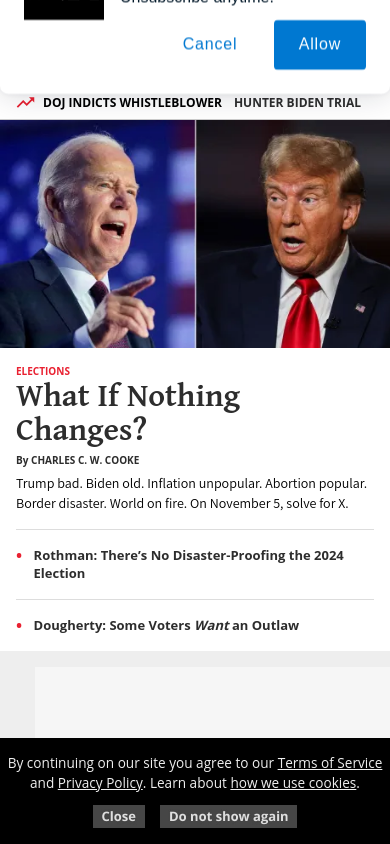 Unsubscribe anytime!
Cancel
Allow
DOJ INDICTS WHISTLEBLOWER
HUNTER BIDEN TRIAL
ELECTIONS
What If Nothing
Changes?
By CHARLES C. W. COOKE
Trump bad. Biden old. Inflation unpopular. Abortion popular.
Border disaster. World on fire. On November 5, solve for X.
• Rothman: There’s No Disaster-Proofing the 2024
Election
• Dougherty: Some Voters Want an Outlaw
By continuing on our site you agree to our Terms of Service
and Privacy Policy. Learn about how we use cookies.
Close
Do not show again